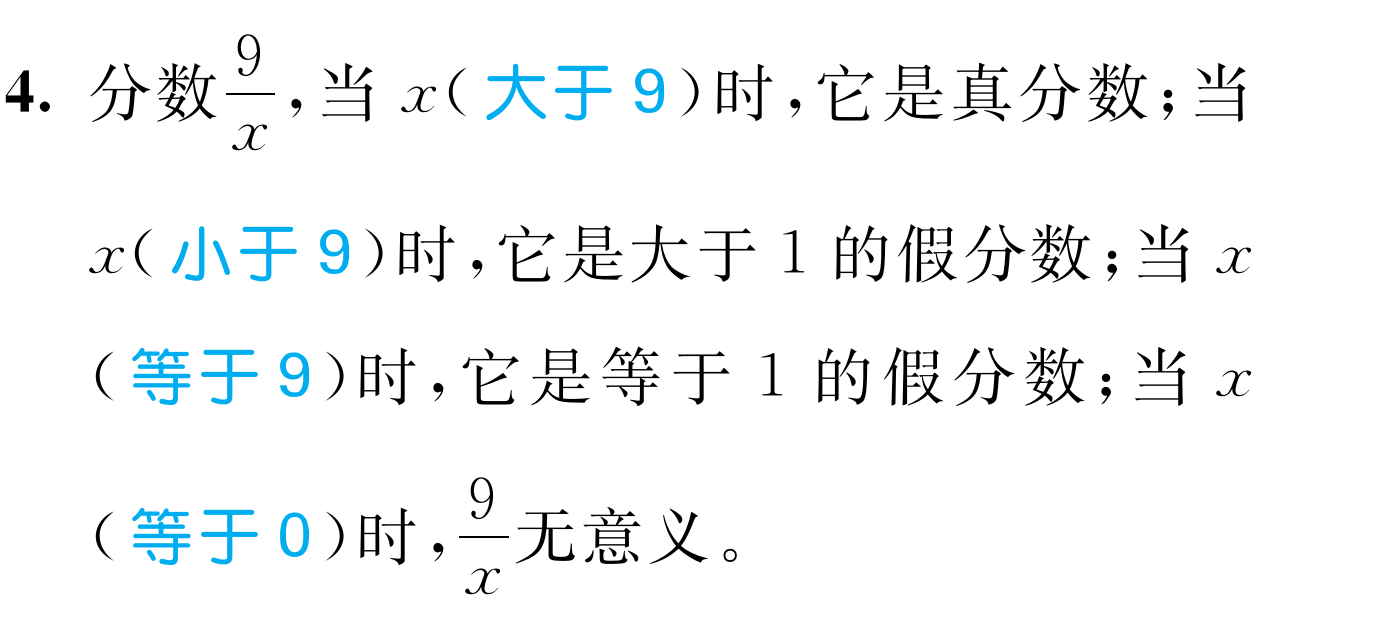 4. 分数9/x,当 x(大于 9)时,它是真分数;当
x(小于 9)时,它是大于 1 的假分数;当 x
(等于 9)时,它是等于 1 的假分数;当 x
(等于 0)时,9/x无意义。